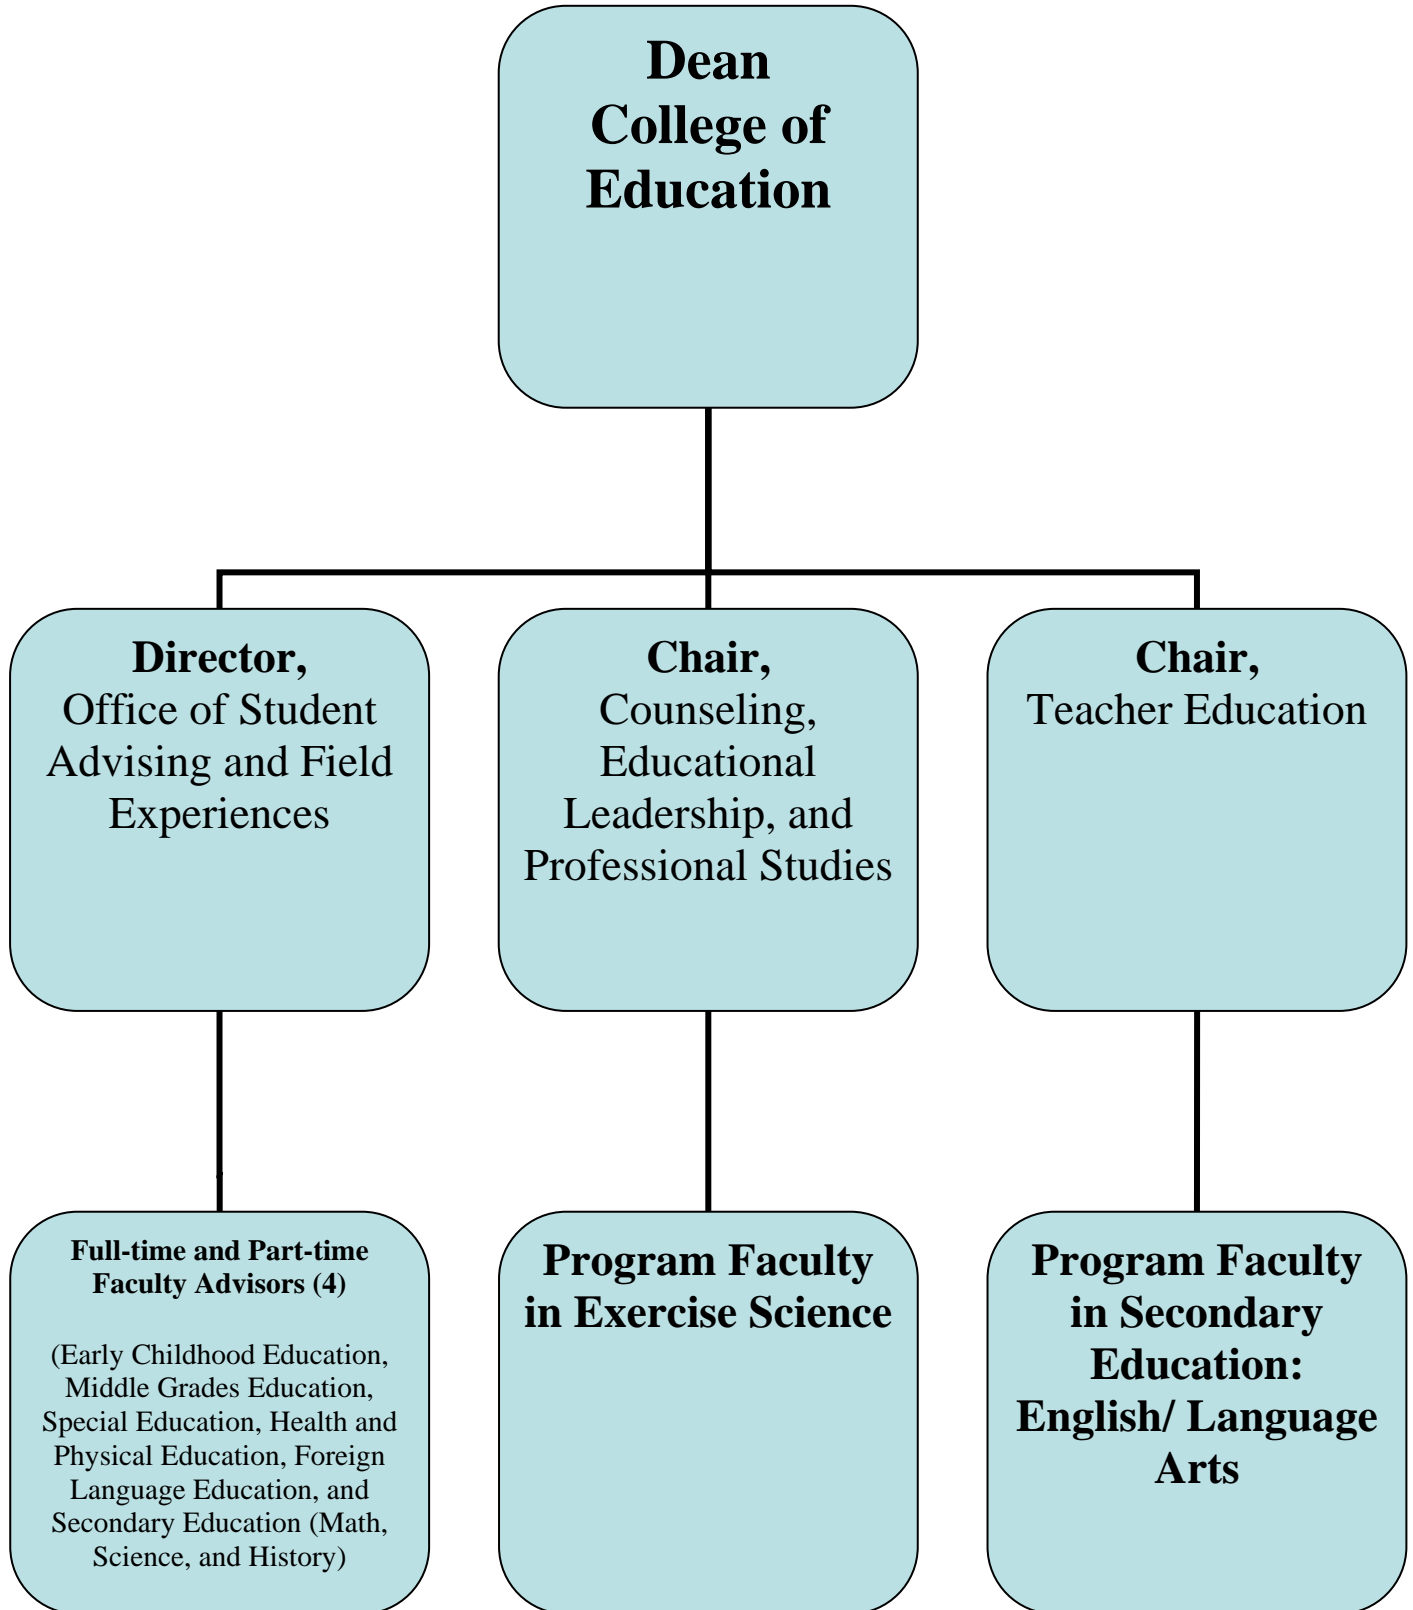 Dean
College of
Education
Director,
Office of Student
Advising and Field
Experiences
Chair,
Counseling,
Educational
Leadership, and
Professional Studies
Chair,
Teacher Education
Full-time and Part-time
Faculty Advisors (4)
(Early Childhood Education,
Middle Grades Education,
Special Education, Health and
Physical Education, Foreign
Language Education, and
Secondary Education (Math,
Science, and History)
Program Faculty
in Exercise Science
Program Faculty
in Secondary
Education:
English/ Language
Arts